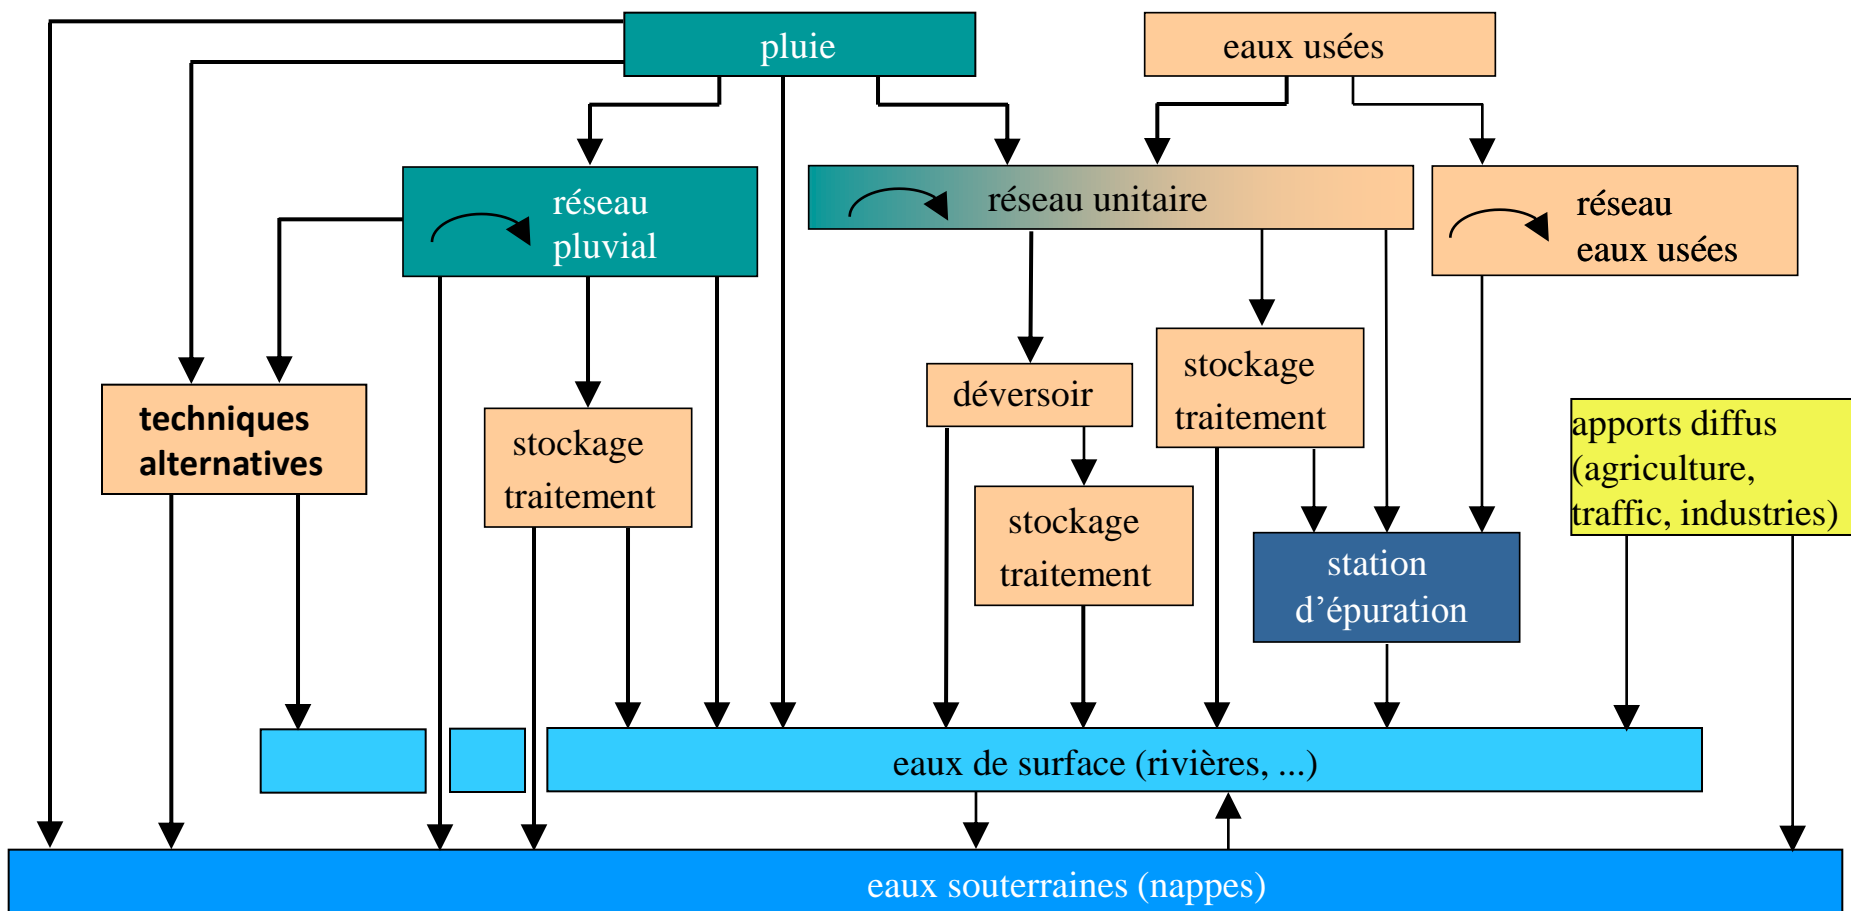 pluie
eaux usées
réseau
pluvial
réseau unitaire
réseau
eaux usées
techniques
alternatives
stockage
traitement
déversoir
stockage
traitement
stockage
traitement
apports diffus
(agriculture,
traffic, industries)
station
d’épuration
eaux de surface (rivières, ...)
eaux souterraines (nappes)